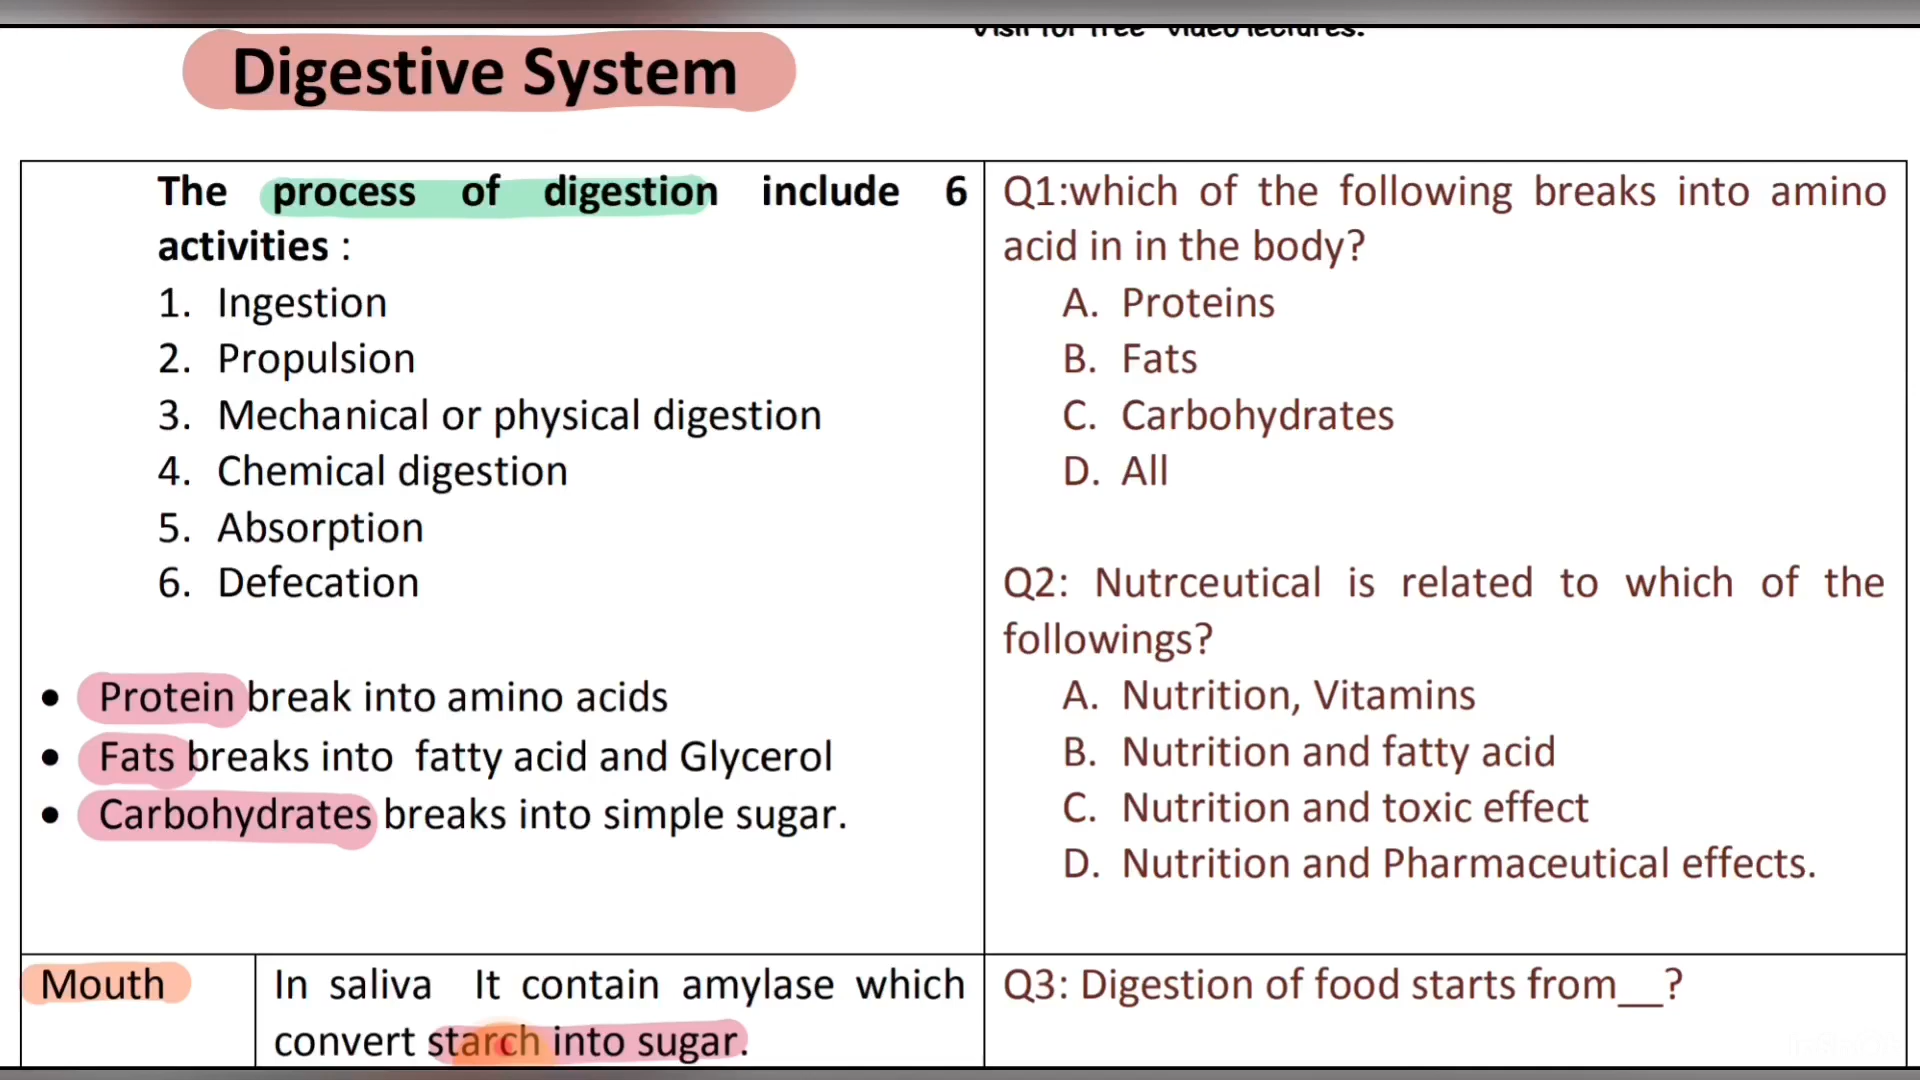 Visit for free video lectures.
Digestive System
The process of digestion include 6
activities :
1. Ingestion
2. Propulsion
3. Mechanical or physical digestion
4. Chemical digestion
5. Absorption
6. Defecation
• Protein break into amino acids
• Fats breaks into fatty acid and Glycerol
• Carbohydrates breaks into simple sugar.
Q1:which of the following breaks into amino
acid in in the body?
A. Proteins
B. Fats
C. Carbohydrates
D. All
Q2: Nutrceutical is related to which of the
followings?
A. Nutrition, Vitamins
B. Nutrition and fatty acid
C. Nutrition and toxic effect
D. Nutrition and Pharmaceutical effects.
Mouth
In saliva It contain amylase which
convert starch into sugar.
Q3: Digestion of food starts from__?